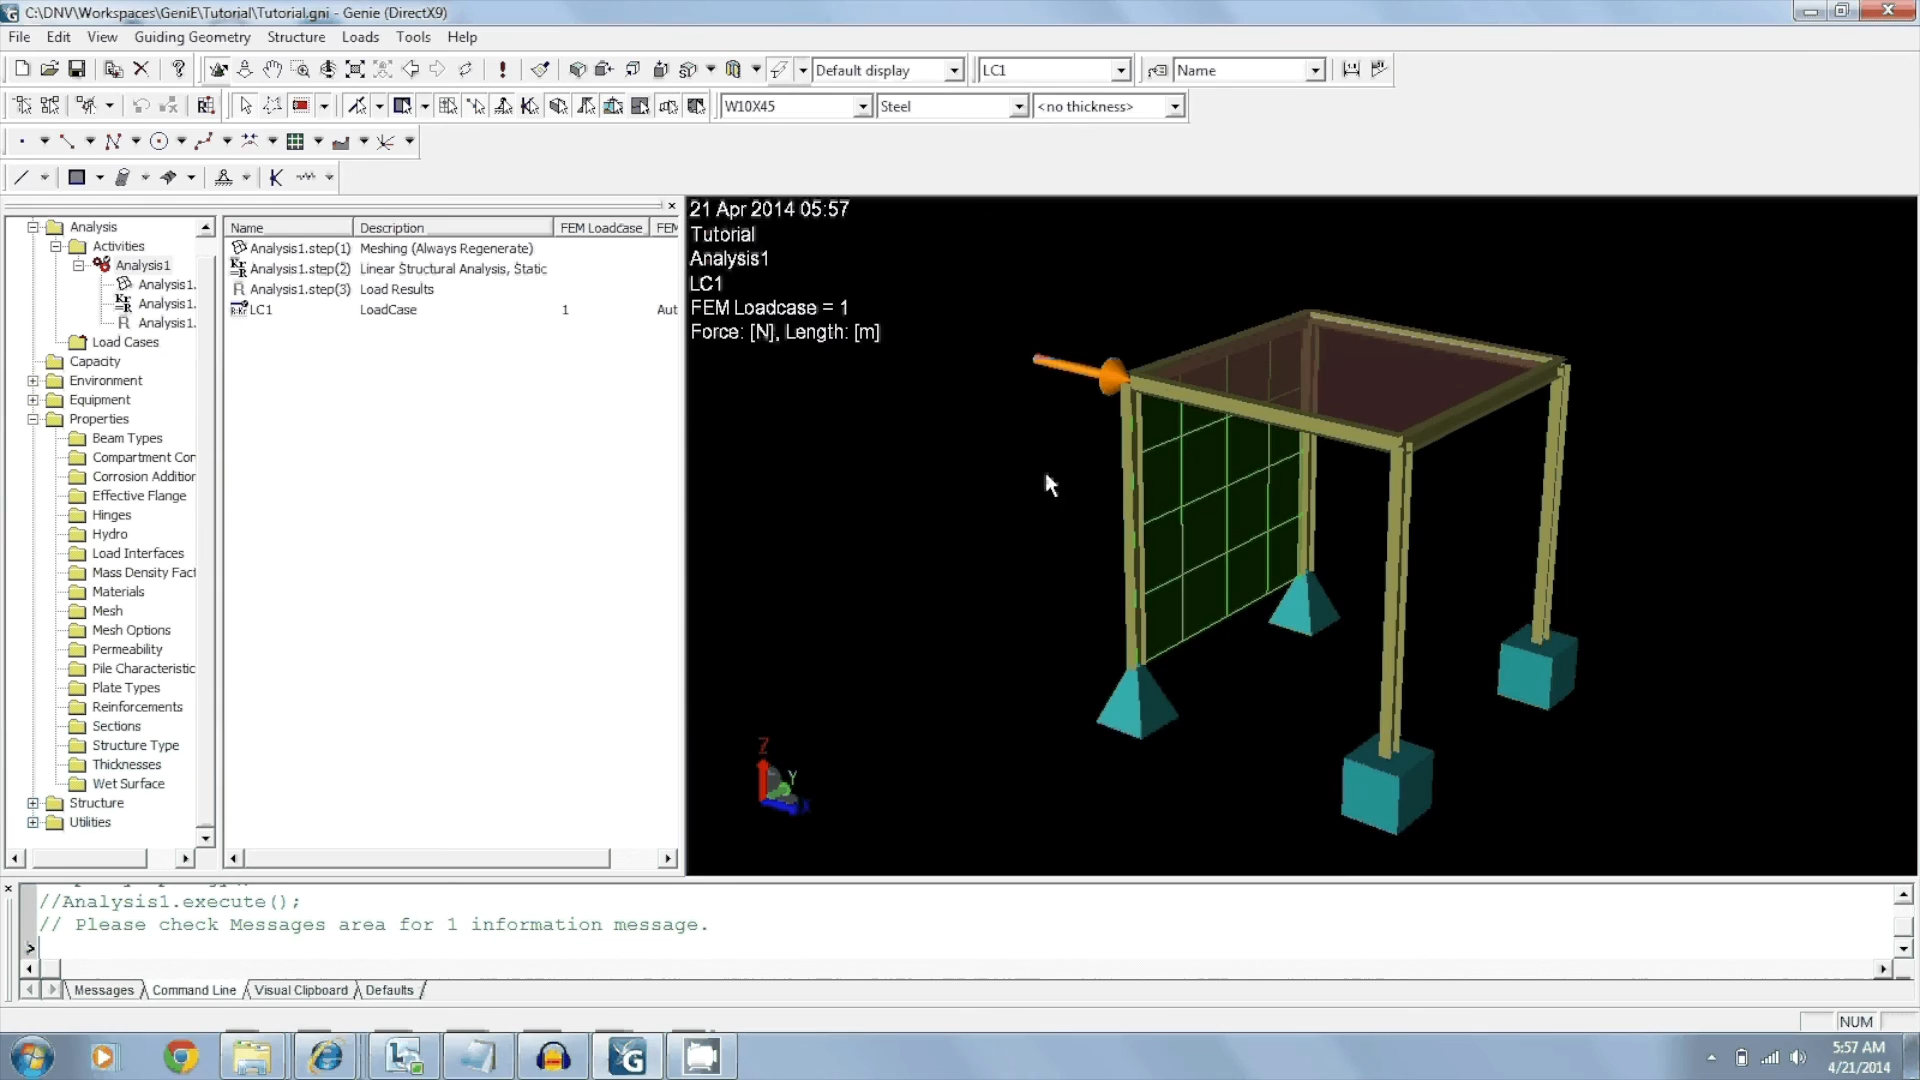 C:\DNV\Workspaces\GeniE\Tutorial\Tutorial.gni - Genie (DirectX9)
File Edit View Guiding Geometry Structure Loads Tools Help
Default display LC1 Name
W10X45 Steel <no thickness>
Analysis
Activities
Analysis1
Analysis1.
Analysis1.
Analysis1.
Load Cases
Capacity
Environment
Equipment
Properties
Beam Types
Compartment Cor
Corrosion Addition
Effective Flange
Hinges
Hydro
Load Interfaces
Mass Density Fact
Materials
Mesh
Mesh Options
Permeability
Pile Characteristic
Plate Types
Reinforcements
Sections
Structure Type
Thicknesses
Wet Surface
Structure
Utilities
Name Description FEM Loadcase FEM
Analysis1.step(1) Meshing (Always Regenerate)
Analysis1.step(2) Linear Structural Analysis, Static
Analysis1.step(3) Load Results
LC1 LoadCase 1 Aut
21 Apr 2014 05:57
Tutorial
Analysis1
LC1
FEM Loadcase = 1
Force: [N], Length: [m]
Z
Y
X
//Analysis1.execute();
// Please check Messages area for 1 information message.
>
Messages Command Line Visual Clipboard Defaults
NUM
5:57 AM
4/21/2014